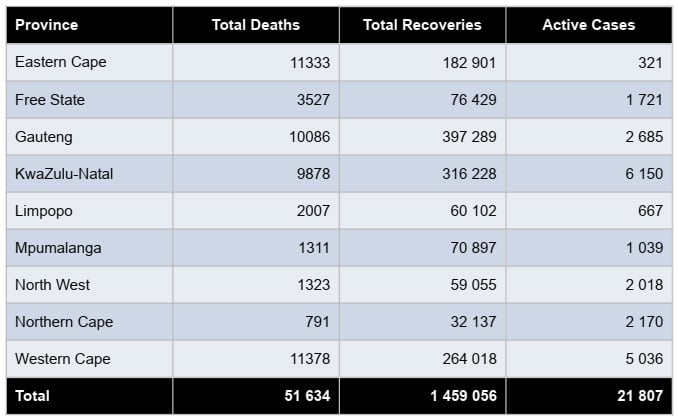 Province Total Deaths Total Recoveries Active Cases
Eastern Cape 11333 182 901 321
Free State 3527 76 429 1 721
Gauteng 10086 397 289 2 685
KwaZulu-Natal 9878 316 228 6 150
Limpopo 2007 60 102 667
Mpumalanga 1311 70 897 1 039
North West 1323 59 055 2 018
Northern Cape 791 32 137 2 170
Western Cape 11378 264 018 5 036
Total 51 634 1 459 056 21 807